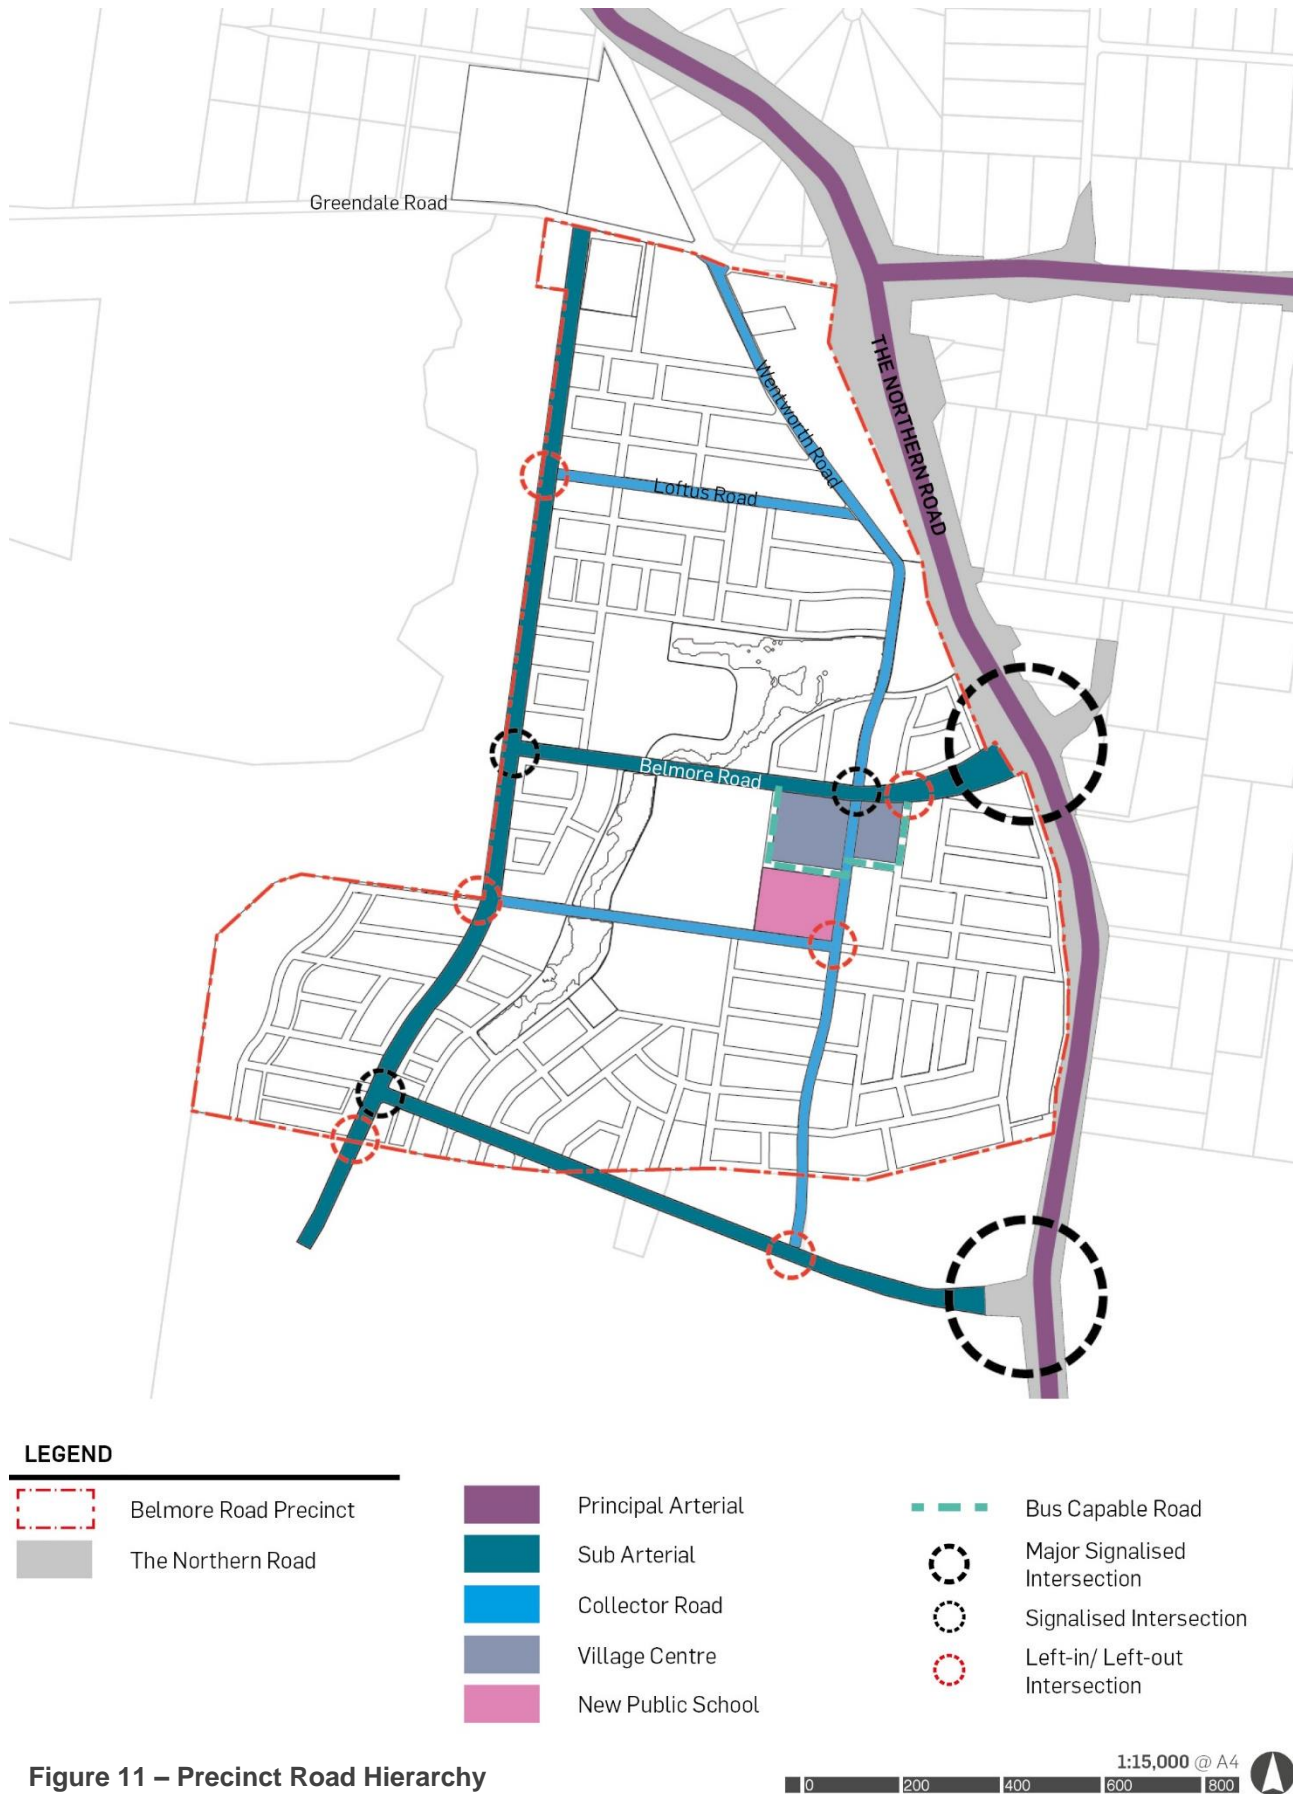 Greendale Road
THE NORTHERN ROAD
Wentworth Road
Loftus Road
Belmore Road
LEGEND
Belmore Road Precinct
The Northern Road
Principal Arterial
Sub Arterial
Collector Road
Village Centre
New Public School
Bus Capable Road
Major Signalised
Intersection
Signalised Intersection
Left-in/ Left-out
Intersection
Figure 11 – Precinct Road Hierarchy
1:15,000 @ A4
0 200 400 600 800